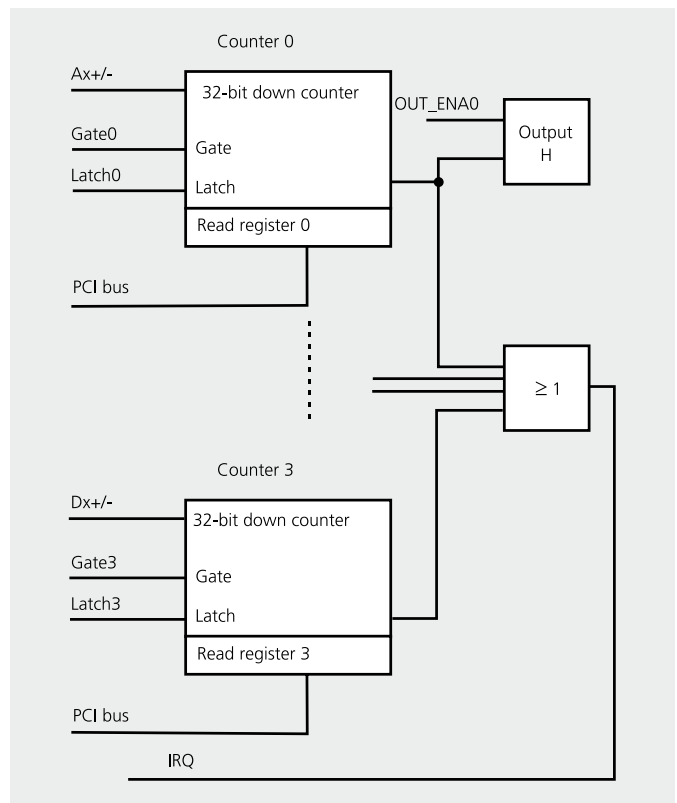 Counter 0
Ax+/-
32-bit down counter
OUT_ENA0
Output
H
Gate0
Gate
Latch0
Latch
Read register 0
PCI bus
≥ 1
Counter 3
Dx+/-
32-bit down counter
Gate3
Gate
Latch3
Latch
Read register 3
PCI bus
IRQ